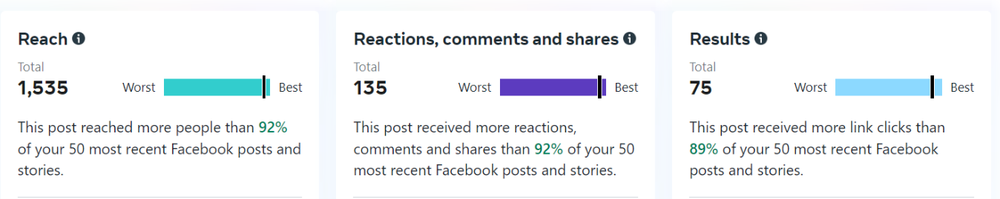 Reach
Total
1,535
Worst
Best
This post reached more people than 92%
of your 50 most recent Facebook posts and
stories.
Reactions, comments and shares
Total
135
Worst
Best
This post received more reactions,
comments and shares than 92% of your 50
most recent Facebook posts and stories.
Results
Total
75
Worst
Best
This post received more link clicks than
89% of your 50 most recent Facebook
posts and stories.